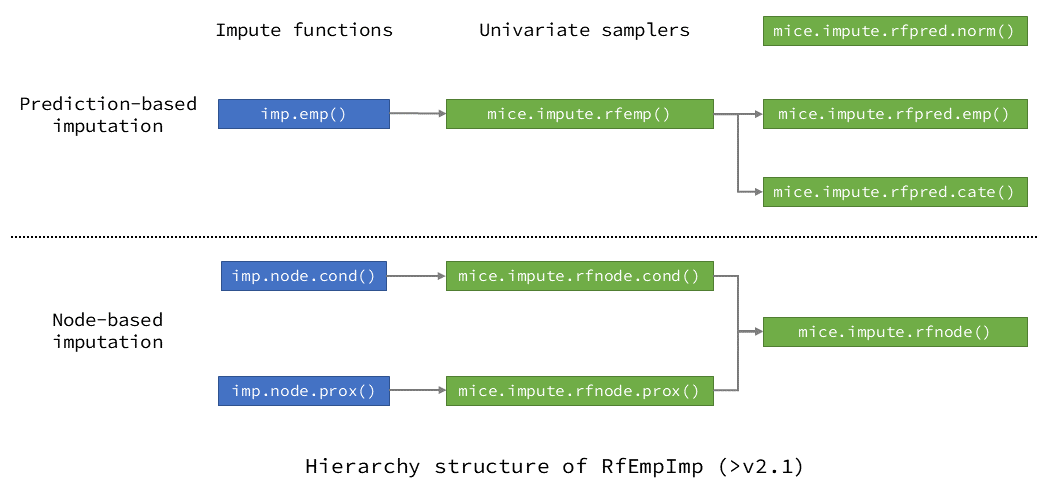 Impute functions
Univariate samplers
mice.impute.rfpred.norm()
Prediction-based
imputation
imp.emp()
mice.impute.rfemp()
mice.impute.rfpred.emp()
mice.impute.rfpred.cate()
imp.node.cond()
mice.impute.rfnode.cond()
Node-based
imputation
mice.impute.rfnode()
imp.node.prox()
mice.impute.rfnode.prox()
Hierarchy structure of RfEmpImp (>v2.1)